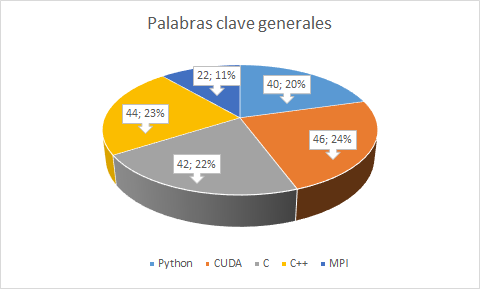 Palabras clave generales
22; 11%
40; 20%
44; 23%
46; 24%
42; 22%
Python CUDA C C++ MPI